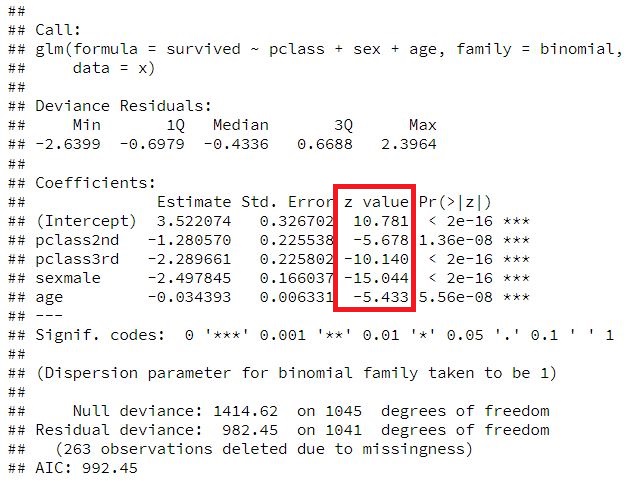 ##
## Call:
## glm(formula = survived ~ pclass + sex + age, family = binomial,
##     data = x)
##
## Deviance Residuals:
##     Min       1Q   Median       3Q      Max
## -2.6399  -0.6979  -0.4336   0.6688   2.3964
##
## Coefficients:
##              Estimate Std. Error z value Pr(>|z|)
## (Intercept)  3.522074   0.326702  10.781  < 2e-16 ***
## pclass2nd   -1.280570   0.225538  -5.678 1.36e-08 ***
## pclass3rd   -2.289661   0.225802 -10.140  < 2e-16 ***
## sexmale     -2.497845   0.166037 -15.044  < 2e-16 ***
## age         -0.034393   0.006331  -5.433 5.56e-08 ***
## ---
## Signif. codes:  0 '***' 0.001 '**' 0.01 '*' 0.05 '.' 0.1 ' ' 1
##
## (Dispersion parameter for binomial family taken to be 1)
##
##     Null deviance: 1414.62  on 1045  degrees of freedom
## Residual deviance:  982.45  on 1041  degrees of freedom
##   (263 observations deleted due to missingness)
## AIC: 992.45